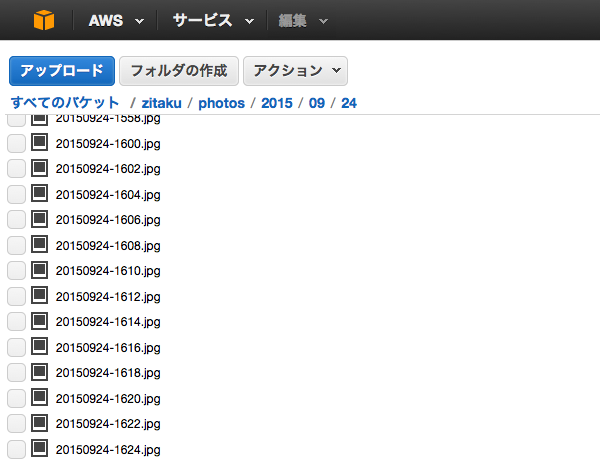 AWS サービス 編集
アップロード フォルダの作成 アクション
すべてのバケット / zitaku / photos / 2015 / 09 / 24
20150924-1558.jpg
20150924-1600.jpg
20150924-1602.jpg
20150924-1604.jpg
20150924-1606.jpg
20150924-1608.jpg
20150924-1610.jpg
20150924-1612.jpg
20150924-1614.jpg
20150924-1616.jpg
20150924-1618.jpg
20150924-1620.jpg
20150924-1622.jpg
20150924-1624.jpg